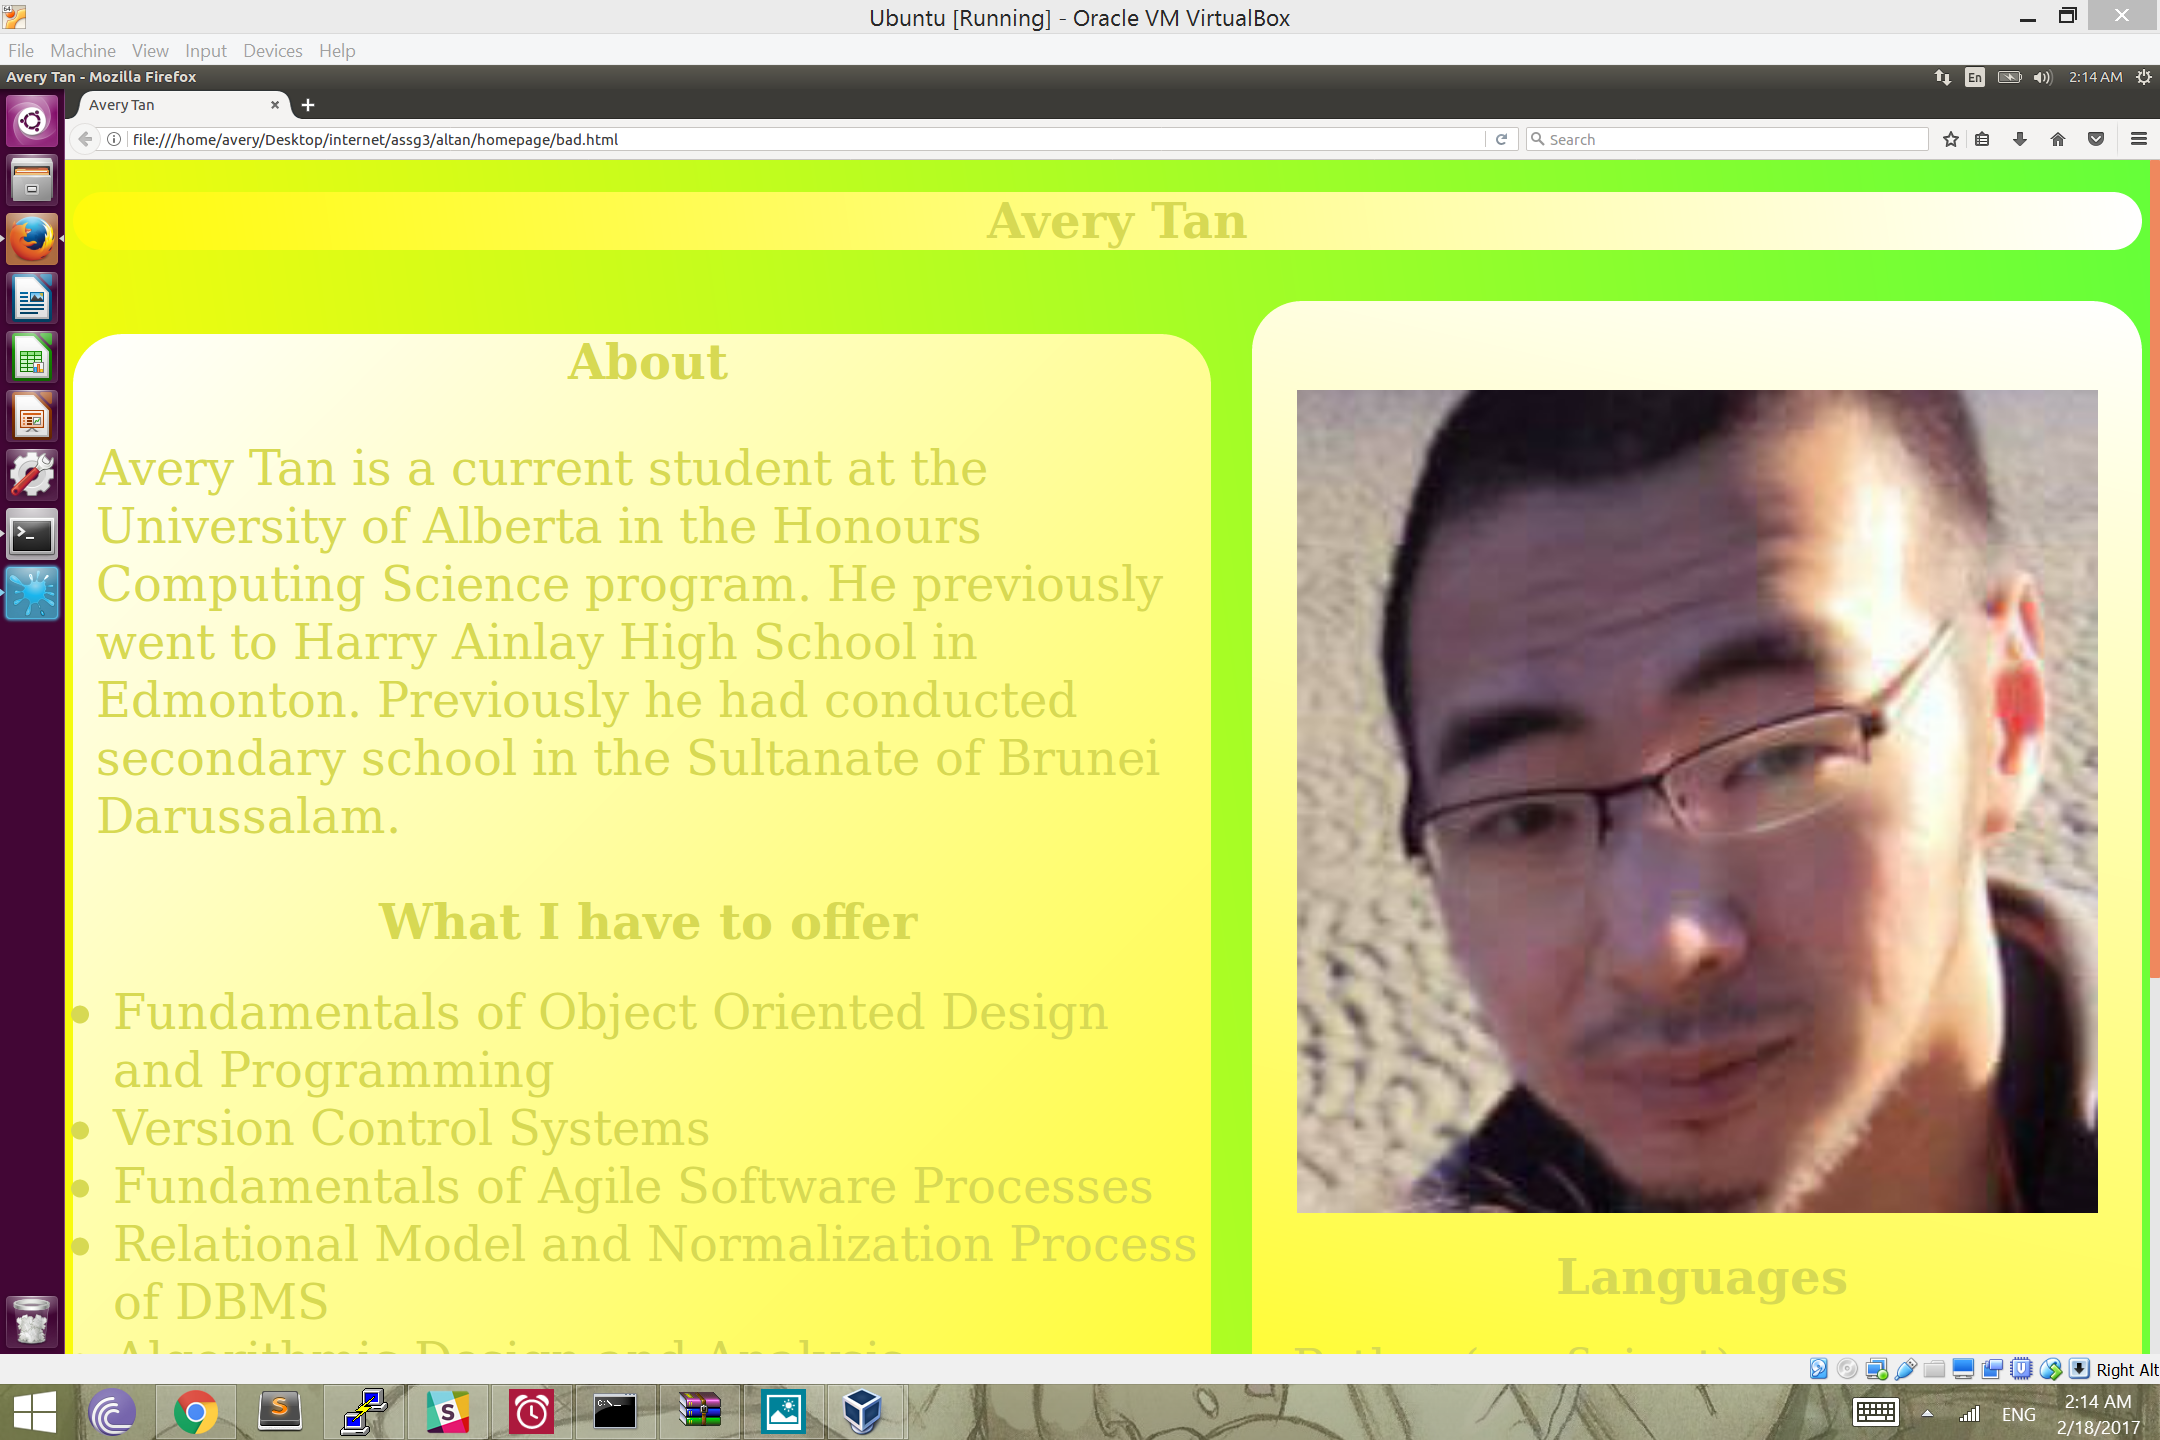 Ubuntu [Running] - Oracle VM VirtualBox
File Machine View Input Devices Help
Avery Tan - Mozilla Firefox
En 2:14 AM
Avery Tan
file:///home/avery/Desktop/internet/assg3/altan/homepage/bad.html
Search
Avery Tan
About
Avery Tan is a current student at the
University of Alberta in the Honours
Computing Science program. He previously
went to Harry Ainlay High School in
Edmonton. Previously he had conducted
secondary school in the Sultanate of Brunei
Darussalam.
What I have to offer
Fundamentals of Object Oriented Design
and Programming
Version Control Systems
Fundamentals of Agile Software Processes
Relational Model and Normalization Process
of DBMS
Algorithmic Design and Analysis
Languages
Right Alt
ENG
2:14 AM
2/18/2017